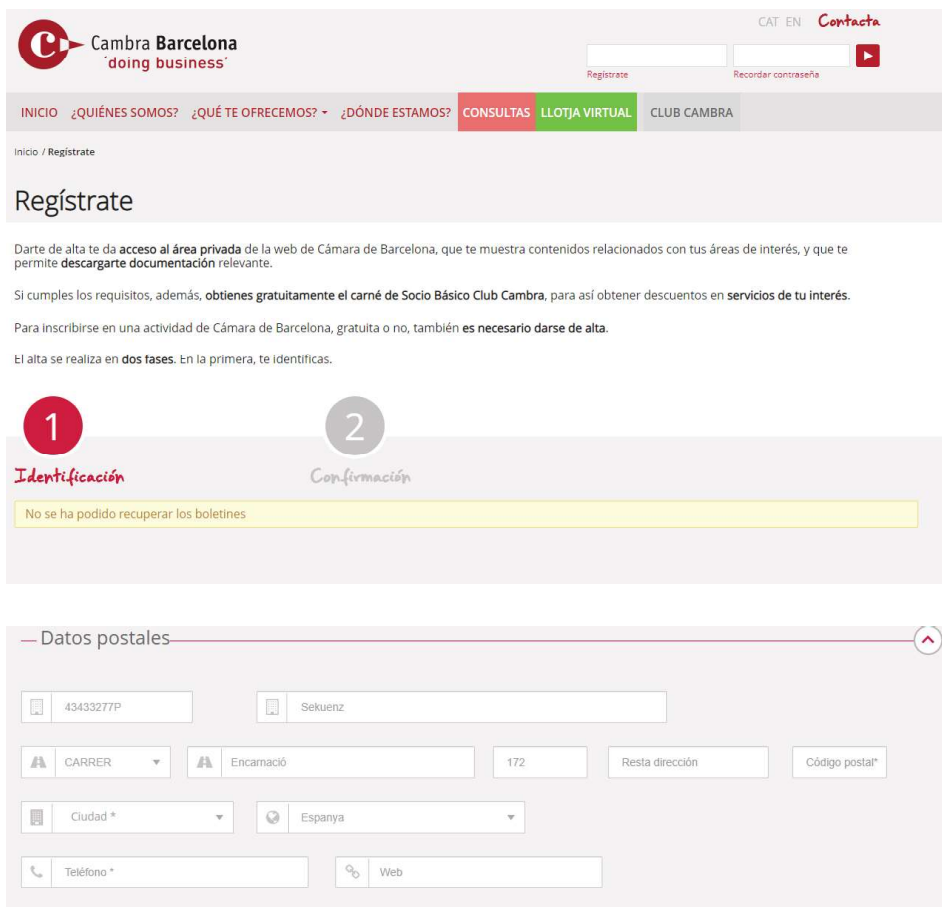 CAT EN Contacta
Cambra Barcelona
'doing business'
Regístrate Recordar contraseña
INICIO ¿QUIÉNES SOMOS? ¿QUÉ TE OFRECEMOS? ¿DÓNDE ESTAMOS? CONSULTAS LLOTJA VIRTUAL CLUB CAMBRA
Inicio / Regístrate
Regístrate
Darte de alta te da acceso al área privada de la web de Cámara de Barcelona, que te muestra contenidos relacionados con tus áreas de interés, y que te
permite descargarte documentación relevante.
Si cumples los requisitos, además, obtienes gratuitamente el carné de Socio Básico Club Cambra, para así obtener descuentos en servicios de tu interés.
Para inscribirse en una actividad de Cámara de Barcelona, gratuita o no, también es necesario darse de alta.
El alta se realiza en dos fases. En la primera, te identificas.
1 2
Identificación Confirmación
No se ha podido recuperar los boletines
Datos postales
43433277P Sekuenz
CARRER Encarnació 172 Resta dirección Código postal*
Ciudad * Espanya
Teléfono * Web